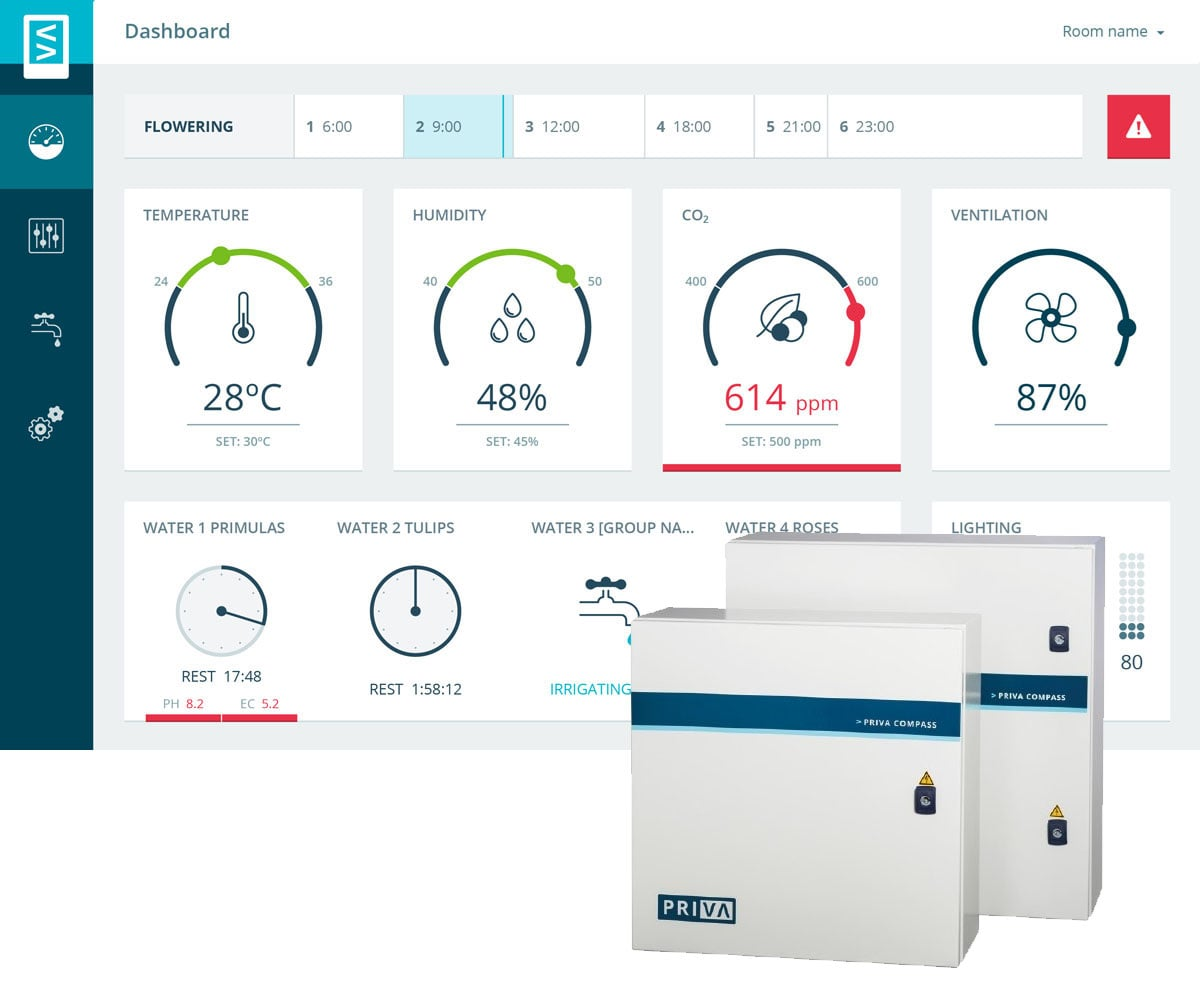 Dashboard
Room name
FLOWERING
1 6:00
2 9:00
3 12:00
4 18:00
5 21:00
6 23:00
TEMPERATURE
24
36
28ºC
SET: 30ºC
HUMIDITY
40
50
48%
SET: 45%
CO₂
400
600
614 ppm
SET: 500 ppm
VENTILATION
87%
WATER 1 PRIMULAS
REST 17:48
PH 8.2
EC 5.2
WATER 2 TULIPS
REST 1:58:12
WATER 3 [GROUP NA...
IRRIGATING
WATER 4 ROSES
LIGHTING
80
> PRIVA COMPASS
> PRIVA COMPASS
PRIVA